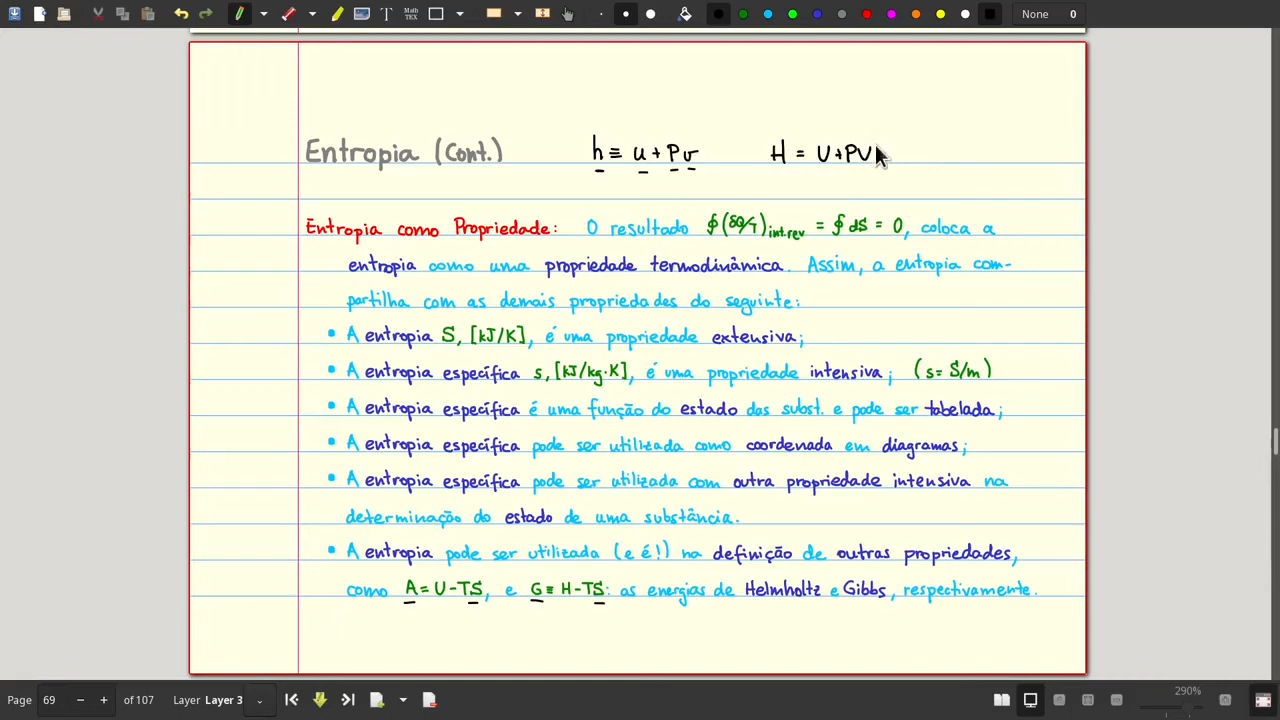 T Math TEX None 0
Entropia (Cont.) h ≡ u + Pv H = U+PV
Entropia como Propriedade: O resultado ∮(δQ/T)int.rev = ∮ dS = 0, coloca a
entropia como uma propriedade termodinâmica. Assim, a entropia com-
partilha com as demais propriedades do seguinte:
• A entropia S, [kJ/K], é uma propriedade extensiva;
• A entropia específica s, [kJ/kg·K], é uma propriedade intensiva; (s= S/m)
• A entropia específica é uma função do estado das subst. e pode ser tabelada;
• A entropia específica pode ser utilizada como coordenada em diagramas;
• A entropia específica pode ser utilizada com outra propriedade intensiva na
determinação do estado de uma substância.
• A entropia pode ser utilizada (e é!) na definição de outras propriedades,
como A = U-TS, e G ≡ H-TS: as energias de Helmholtz e Gibbs, respectivamente.
Page 69 − + of 107 Layer Layer 3 290%